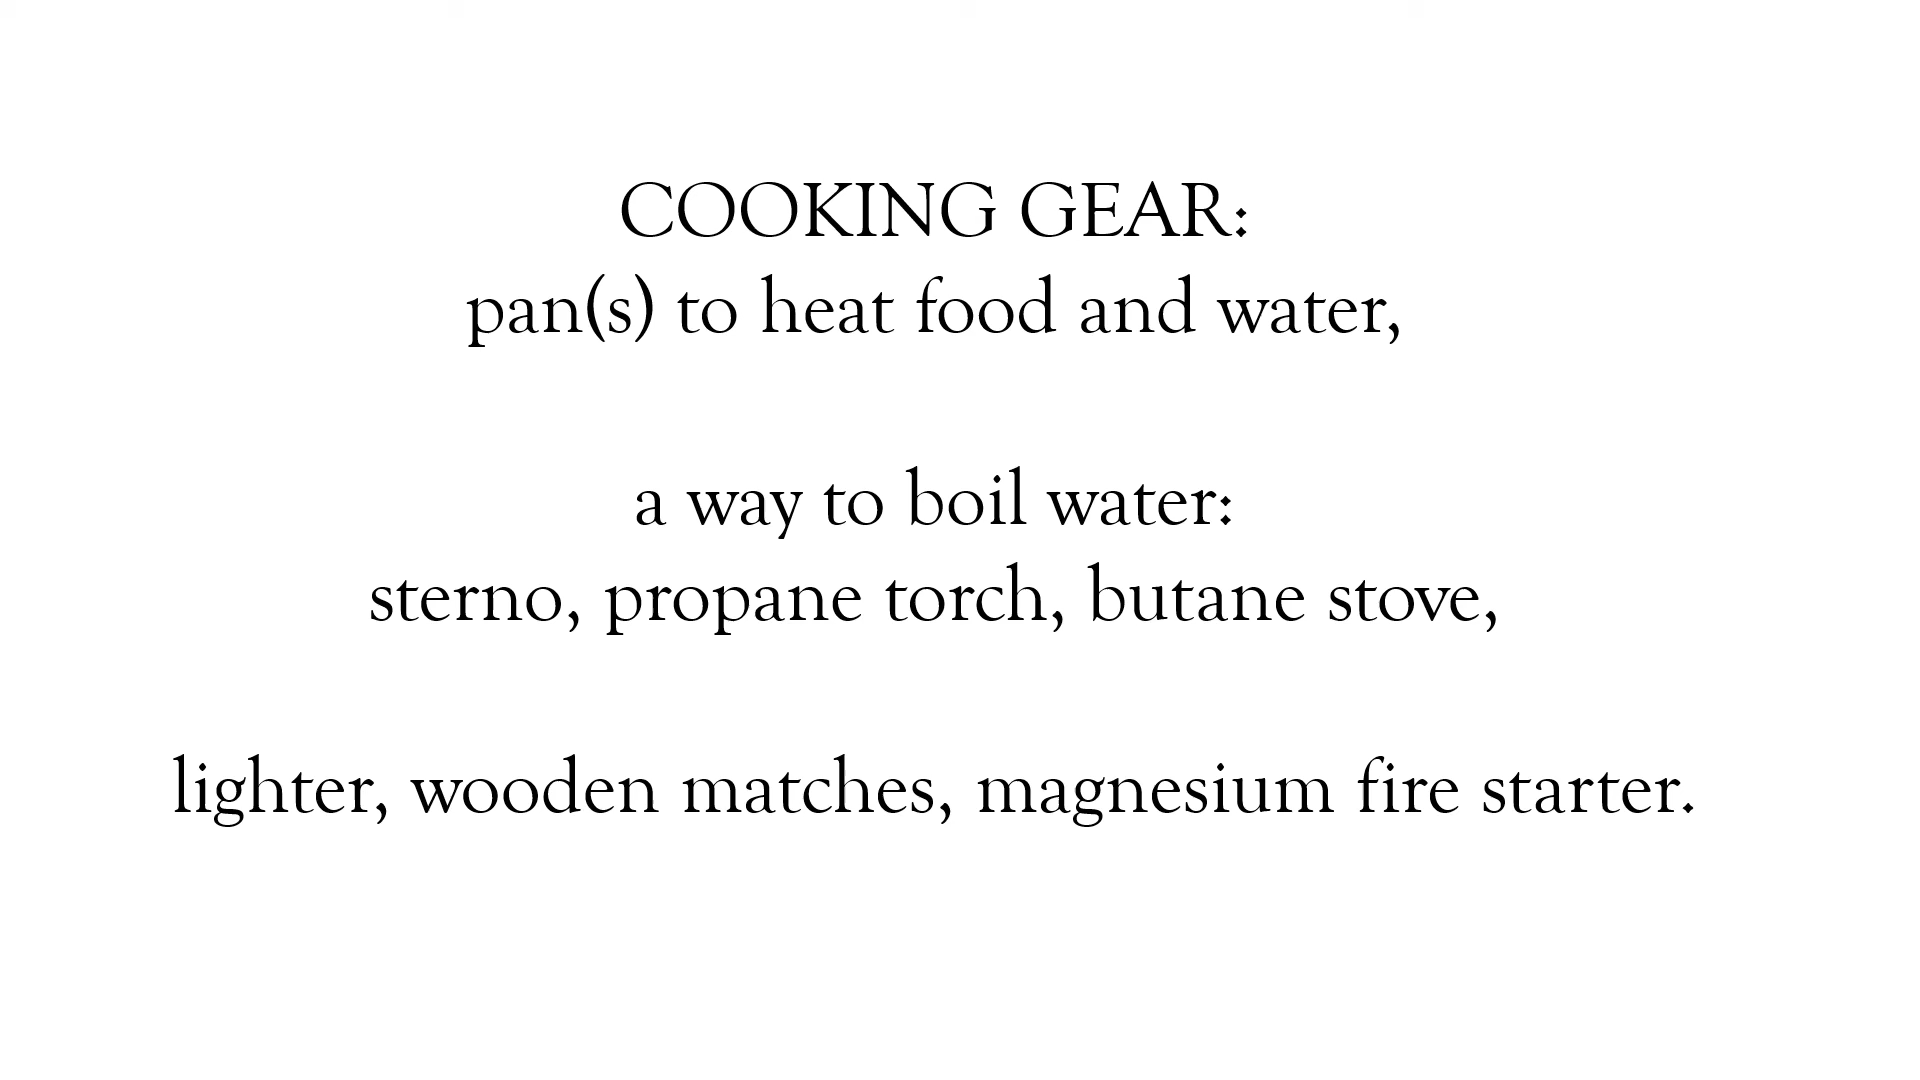 COOKING GEAR:
pan(s) to heat food and water,
a way to boil water:
sterno, propane torch, butane stove,
lighter, wooden matches, magnesium fire starter.